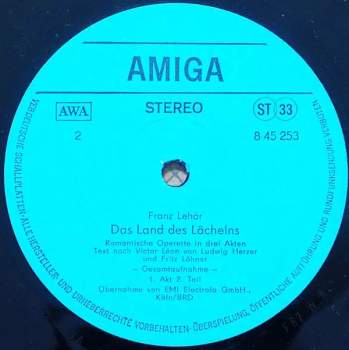 AMIGA
AWA
STEREO
ST 33
2
8 45 253
Franz Lehár
Das Land des Lächelns
Romantische Operette in drei Akten
Text nach Victor Léon von Ludwig Herzer
und Fritz Löhner
– Gesamtaufnahme –
1. Akt 2. Teil
Übernahme von EMI Electrola GmbH.,
Köln/BRD
VEB DEUTSCHE SCHALLPLATTEN · ALLE HERSTELLER- UND URHEBERRECHTE VORBEHALTEN · ÜBERSPIELUNG, ÖFFENTLICHE AUFFÜHRUNG UND RUNDFUNKSENDUNG VERBOTEN